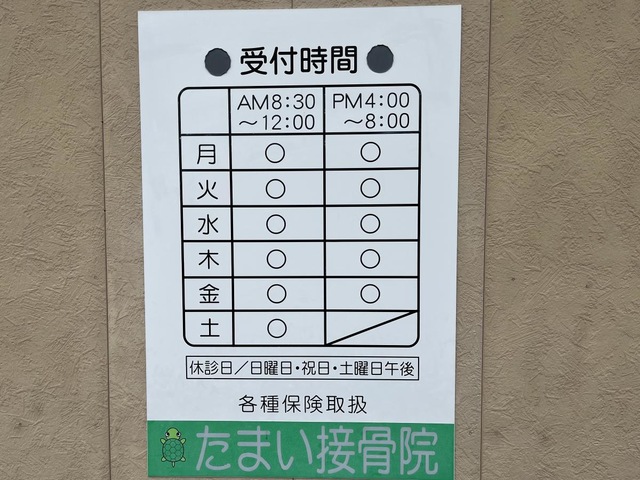 受付時間
AM8:30 PM4:00
～12:00 ～8:00
月 ○ ○
火 ○ ○
水 ○ ○
木 ○ ○
金 ○ ○
土 ○ ／
休診日／日曜日・祝日・土曜日午後
各種保険取扱
たまい接骨院